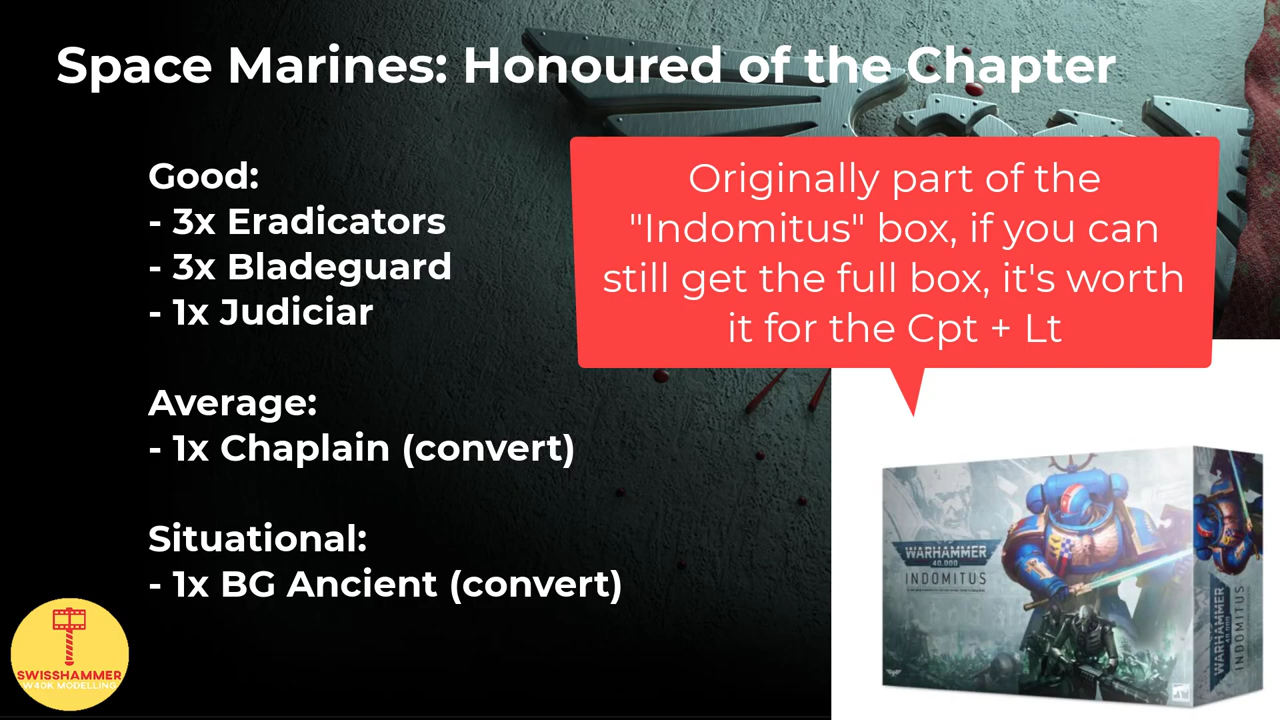 Space Marines: Honoured of the Chapter
Good:
- 3x Eradicators
- 3x Bladeguard
- 1x Judiciar
Average:
- 1x Chaplain (convert)
Situational:
- 1x BG Ancient (convert)
Originally part of the
"Indomitus" box, if you can
still get the full box, it's worth
it for the Cpt + Lt
WARHAMMER
40,000
INDOMITUS
WARHAMMER
40,000
INDOMITUS
SWISSHAMMER
W40K MODELLING